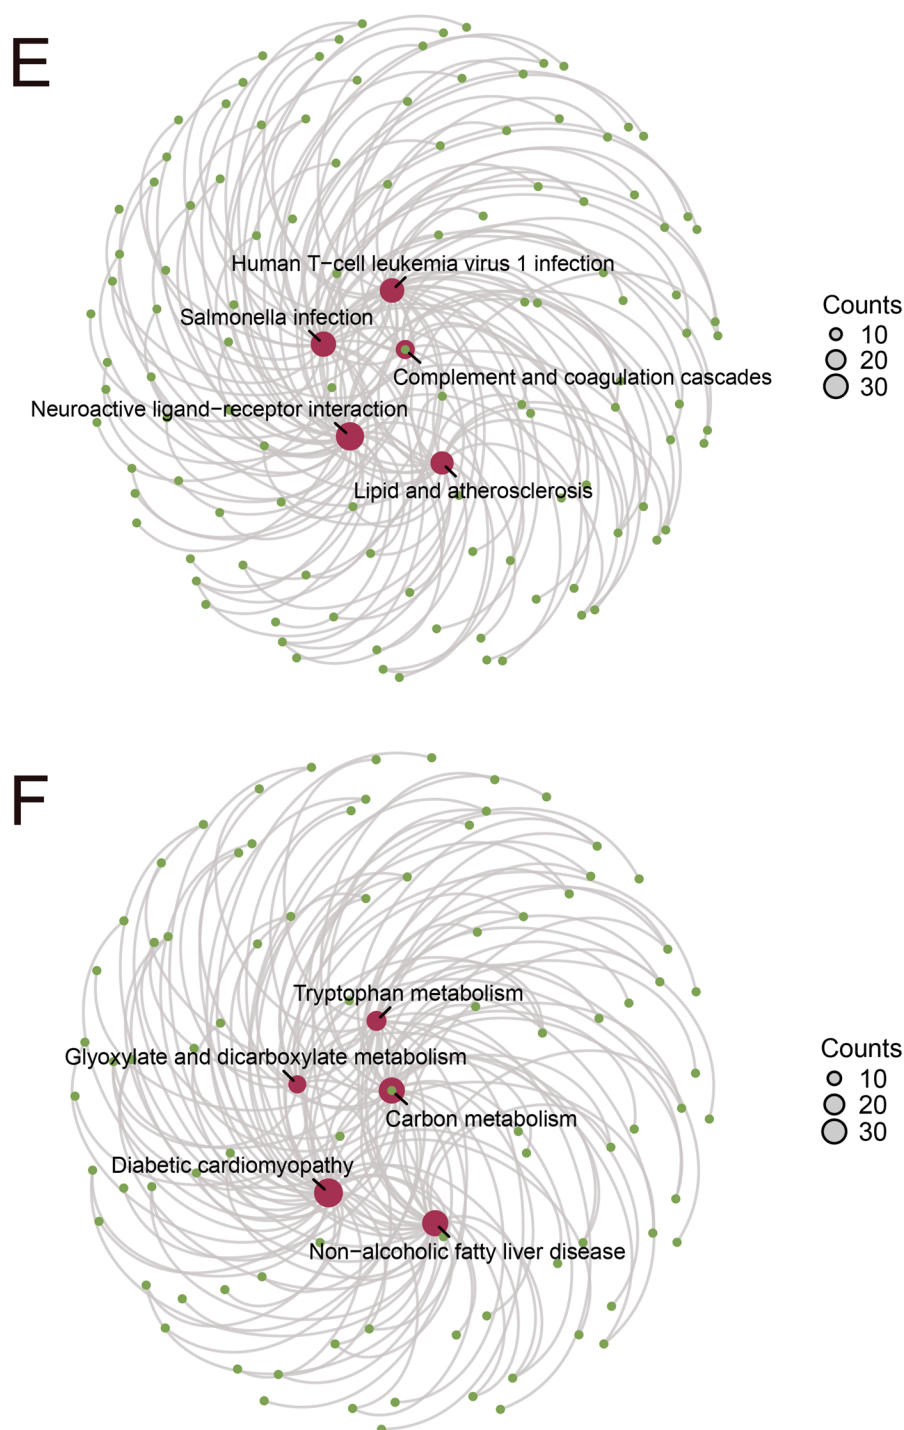 E
Human T−cell leukemia virus 1 infection
Salmonella infection
Complement and coagulation cascades
Neuroactive ligand−receptor interaction
Lipid and atherosclerosis
Counts
10
20
30
F
Tryptophan metabolism
Glyoxylate and dicarboxylate metabolism
Carbon metabolism
Diabetic cardiomyopathy
Non−alcoholic fatty liver disease
Counts
10
20
30